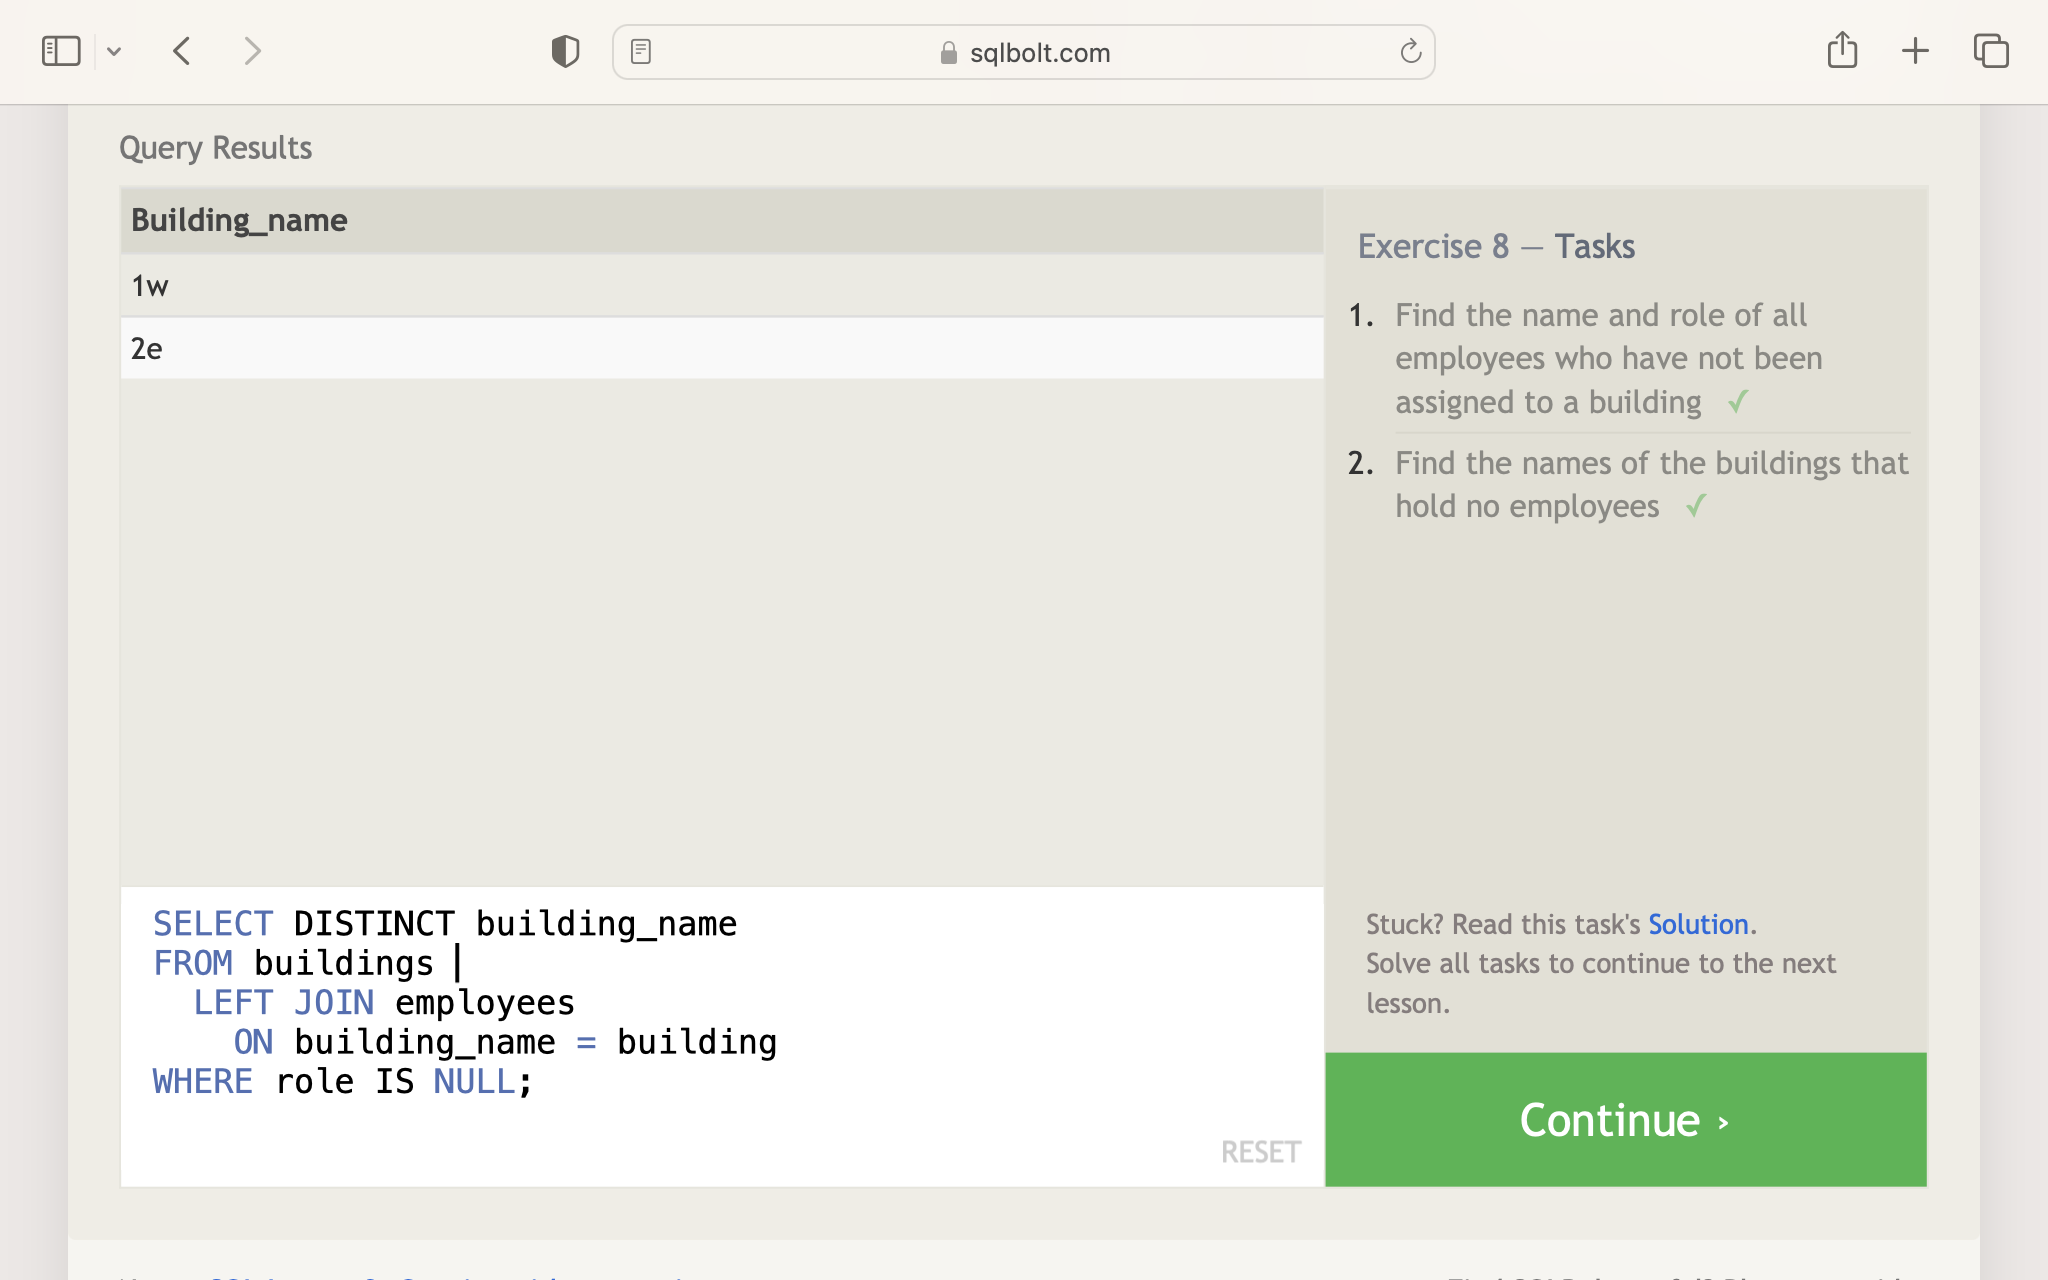 sqlbolt.com
Query Results
Building_name
1w
2e
Exercise 8 — Tasks
1. Find the name and role of all
employees who have not been
assigned to a building ✓
2. Find the names of the buildings that
hold no employees ✓
SELECT DISTINCT building_name
FROM buildings
LEFT JOIN employees
ON building_name = building
WHERE role IS NULL;
RESET
Stuck? Read this task's Solution.
Solve all tasks to continue to the next
lesson.
Continue ›